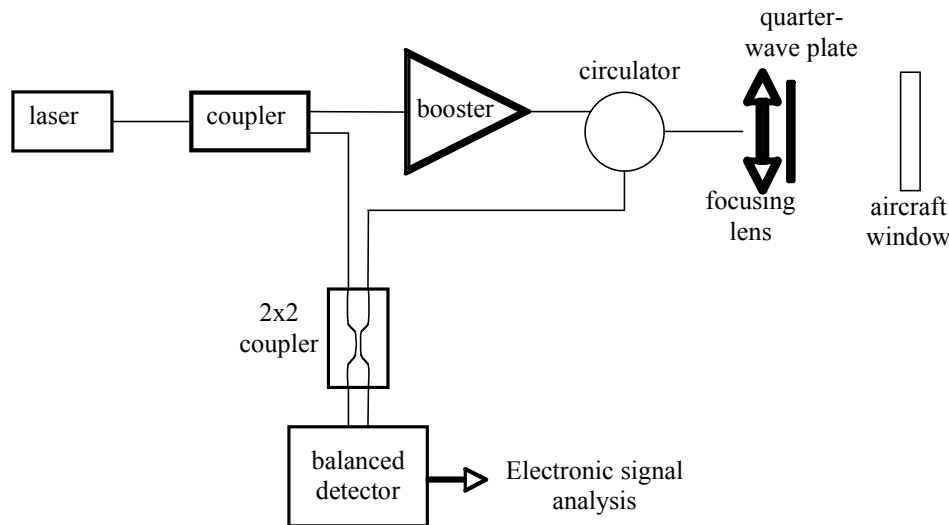 quarter-
wave plate
circulator
laser
coupler
booster
focusing
lens
aircraft
window
2x2
coupler
balanced
detector
Electronic signal
analysis